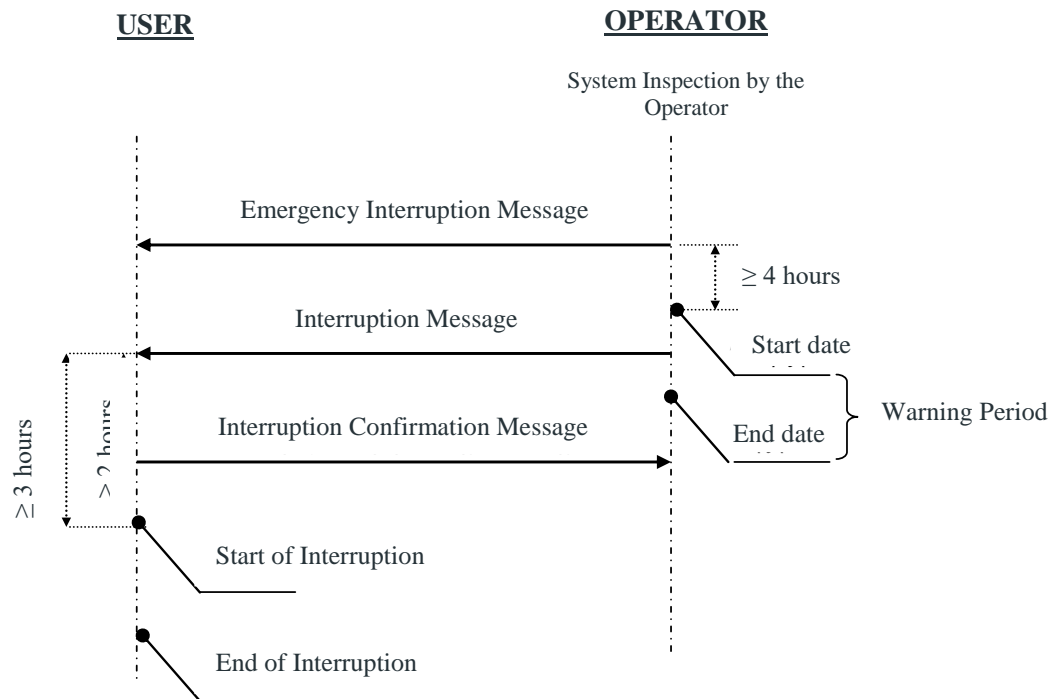 USER
OPERATOR
System Inspection by the
Operator
Emergency Interruption Message
≥ 4 hours
Interruption Message
Start date
Warning Period
Interruption Confirmation Message
End date
≥ 3 hours
hours
Start of Interruption
End of Interruption